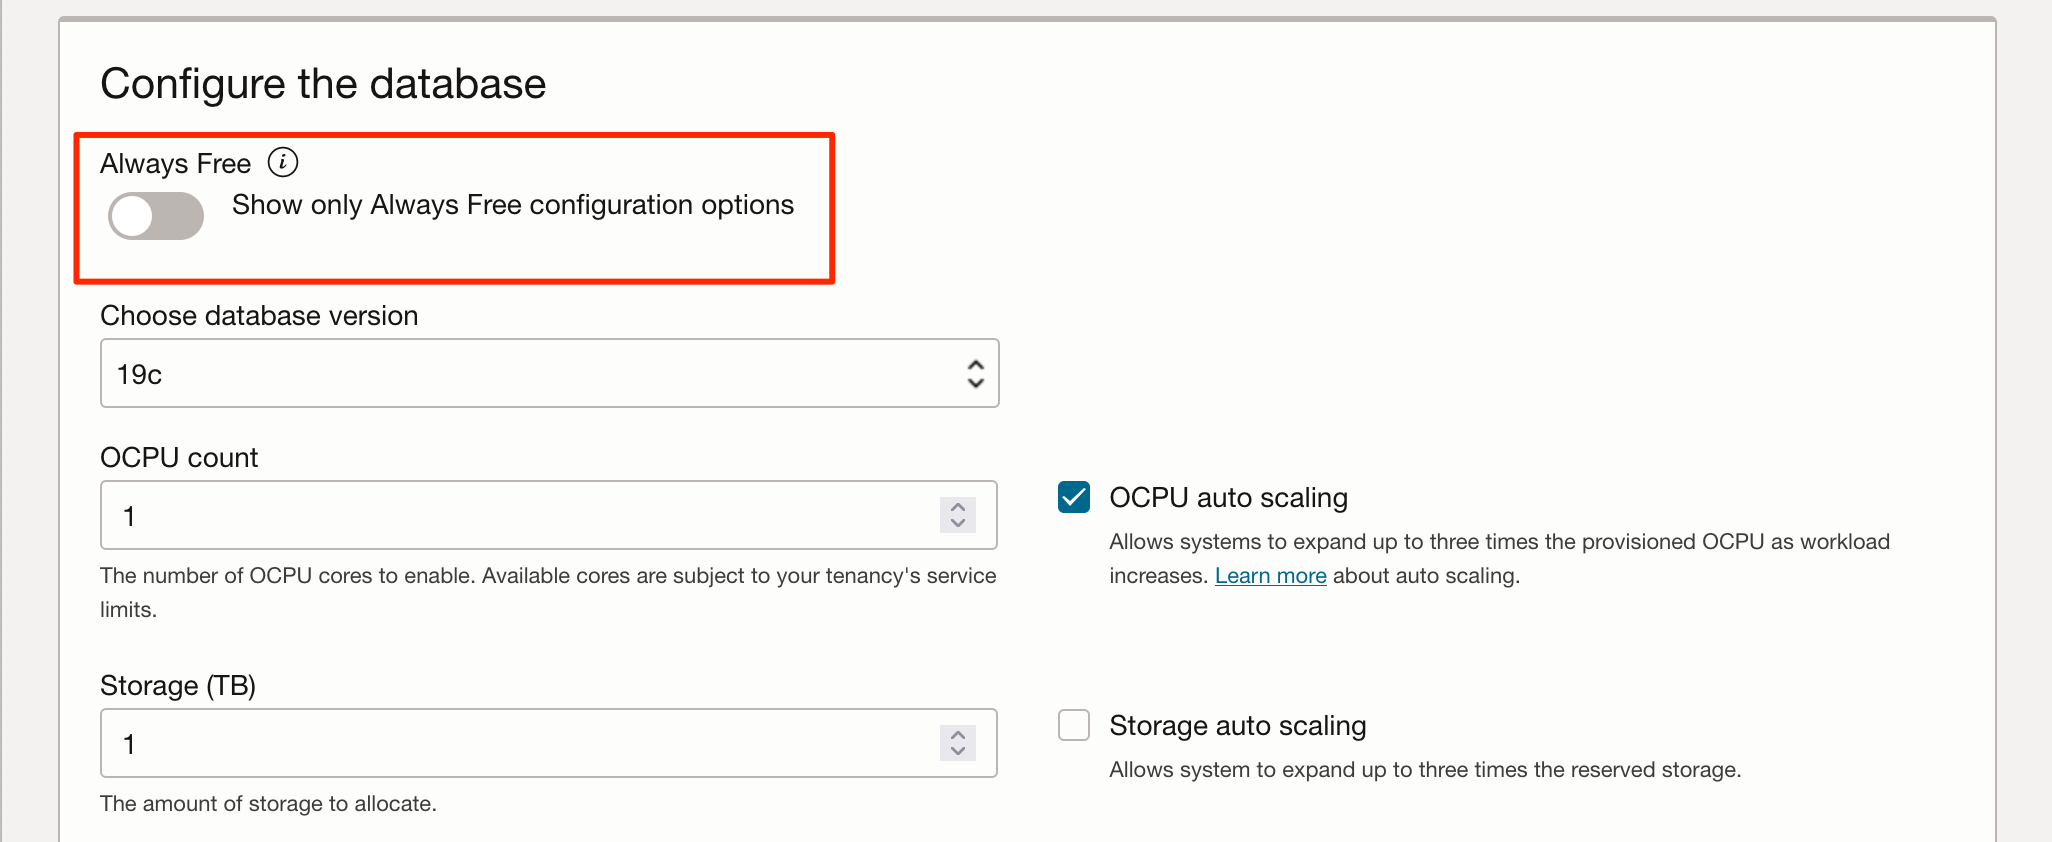 Configure the database
Always Free i
Show only Always Free configuration options
Choose database version
19c
OCPU count
1
The number of OCPU cores to enable. Available cores are subject to your tenancy's service
limits.
OCPU auto scaling
Allows systems to expand up to three times the provisioned OCPU as workload
increases. Learn more about auto scaling.
Storage (TB)
1
The amount of storage to allocate.
Storage auto scaling
Allows system to expand up to three times the reserved storage.